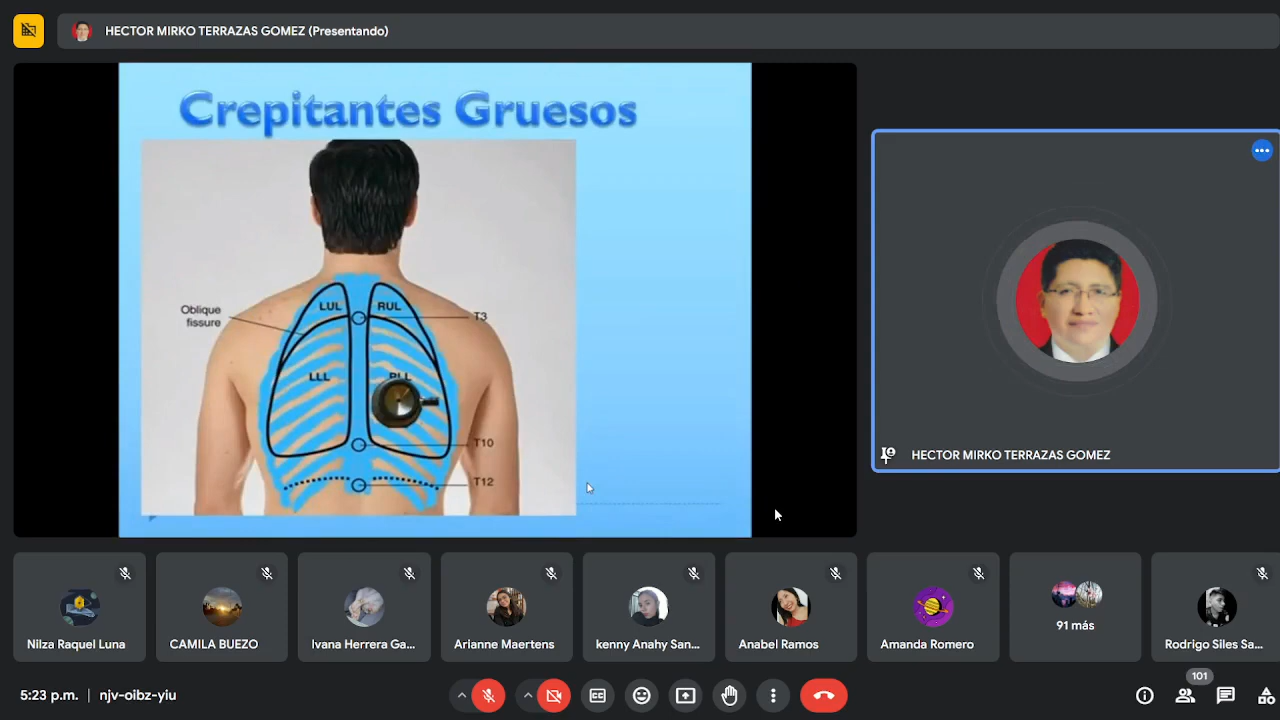 HECTOR MIRKO TERRAZAS GOMEZ (Presentando)
Crepitantes Gruesos
Oblique
fissure
LUL
RUL
T3
LLL
RLL
T10
T12
HECTOR MIRKO TERRAZAS GOMEZ
Nilza Raquel Luna
CAMILA BUEZO
Ivana Herrera Ga...
Arianne Maertens
kenny Anahy San...
Anabel Ramos
Amanda Romero
91 más
Rodrigo Siles Sa...
5:23 p.m. | njv-oibz-yiu
101